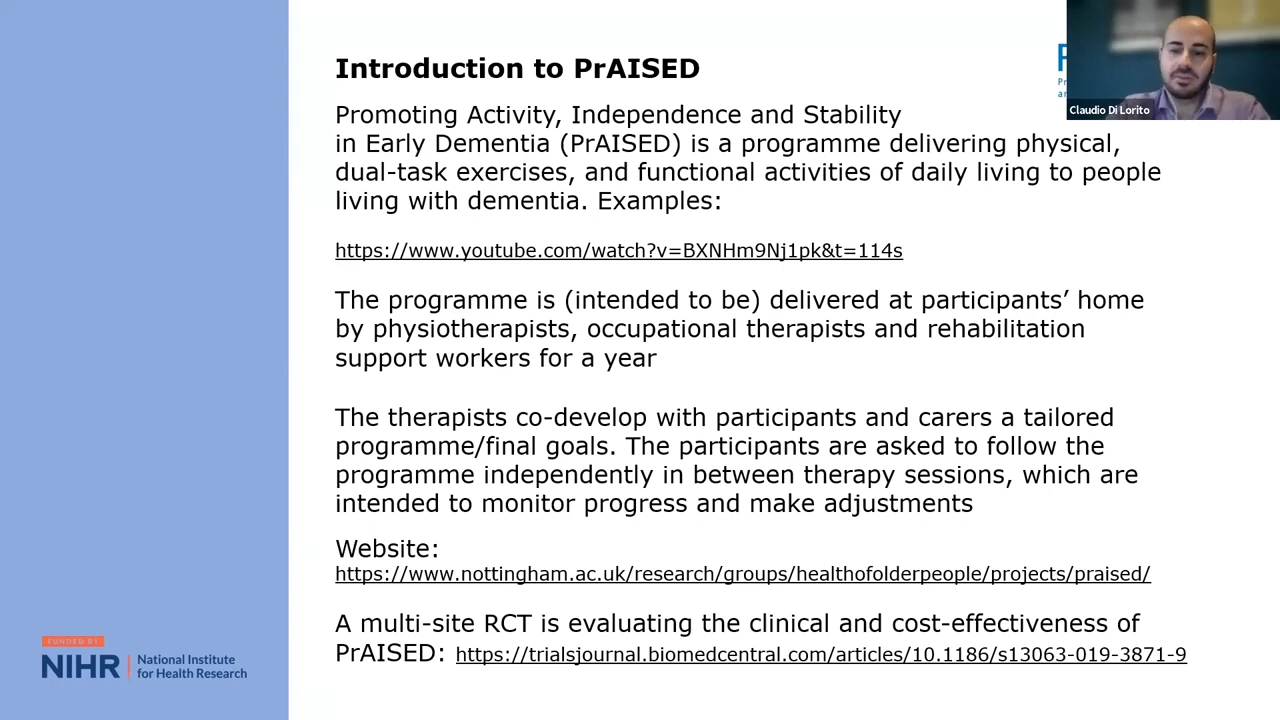 Introduction to PrAISED
Claudio Di Lorito
Promoting Activity, Independence and Stability
in Early Dementia (PrAISED) is a programme delivering physical,
dual-task exercises, and functional activities of daily living to people
living with dementia. Examples:
https://www.youtube.com/watch?v=BXNHm9Nj1pk&t=114s
The programme is (intended to be) delivered at participants’ home
by physiotherapists, occupational therapists and rehabilitation
support workers for a year
The therapists co-develop with participants and carers a tailored
programme/final goals. The participants are asked to follow the
programme independently in between therapy sessions, which are
intended to monitor progress and make adjustments
Website:
https://www.nottingham.ac.uk/research/groups/healthofolderpeople/projects/praised/
A multi-site RCT is evaluating the clinical and cost-effectiveness of
PrAISED: https://trialsjournal.biomedcentral.com/articles/10.1186/s13063-019-3871-9
FUNDED BY
NIHR | National Institute
for Health Research